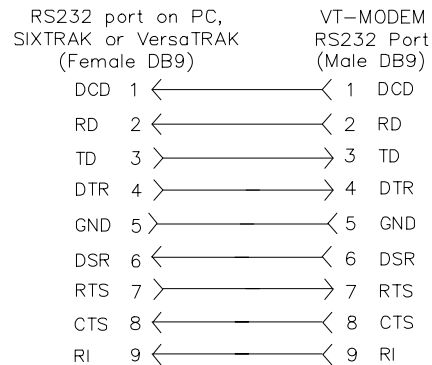 RS232 port on PC, VT-MODEM
SIXTRAK or VersaTRAK RS232 Port
(Female DB9) (Male DB9)
DCD 1 1 DCD
RD 2 2 RD
TD 3 3 TD
DTR 4 4 DTR
GND 5 5 GND
DSR 6 6 DSR
RTS 7 7 RTS
CTS 8 8 CTS
RI 9 9 RI